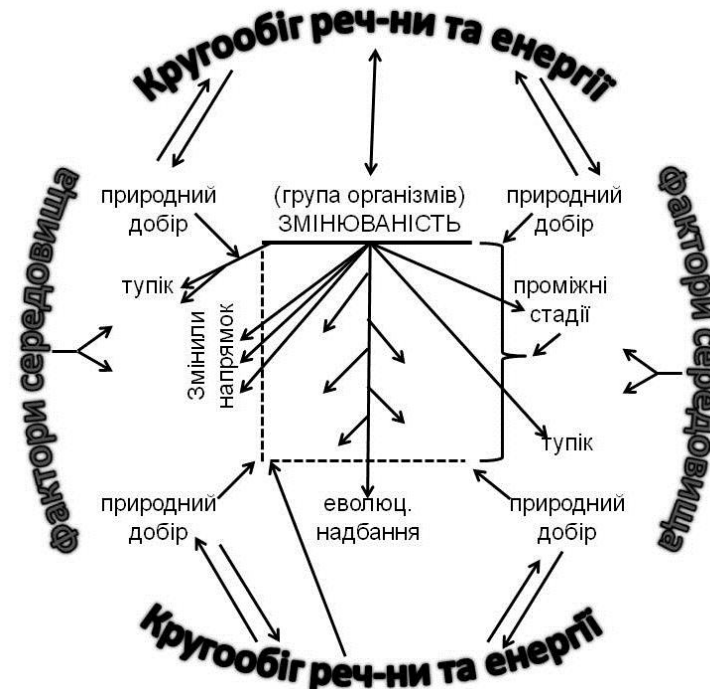 Кругообіг реч-ни та енергії
Фактори середовища
Фактори середовища
природний
добір
(група організмів)
ЗМІНЮВАНІСТЬ
природний
добір
тупік
Змінили
напрямок
проміжні
стадії
тупік
природний
добір
еволюц.
надбання
природний
добір
Кругообіг реч-ни та енергії